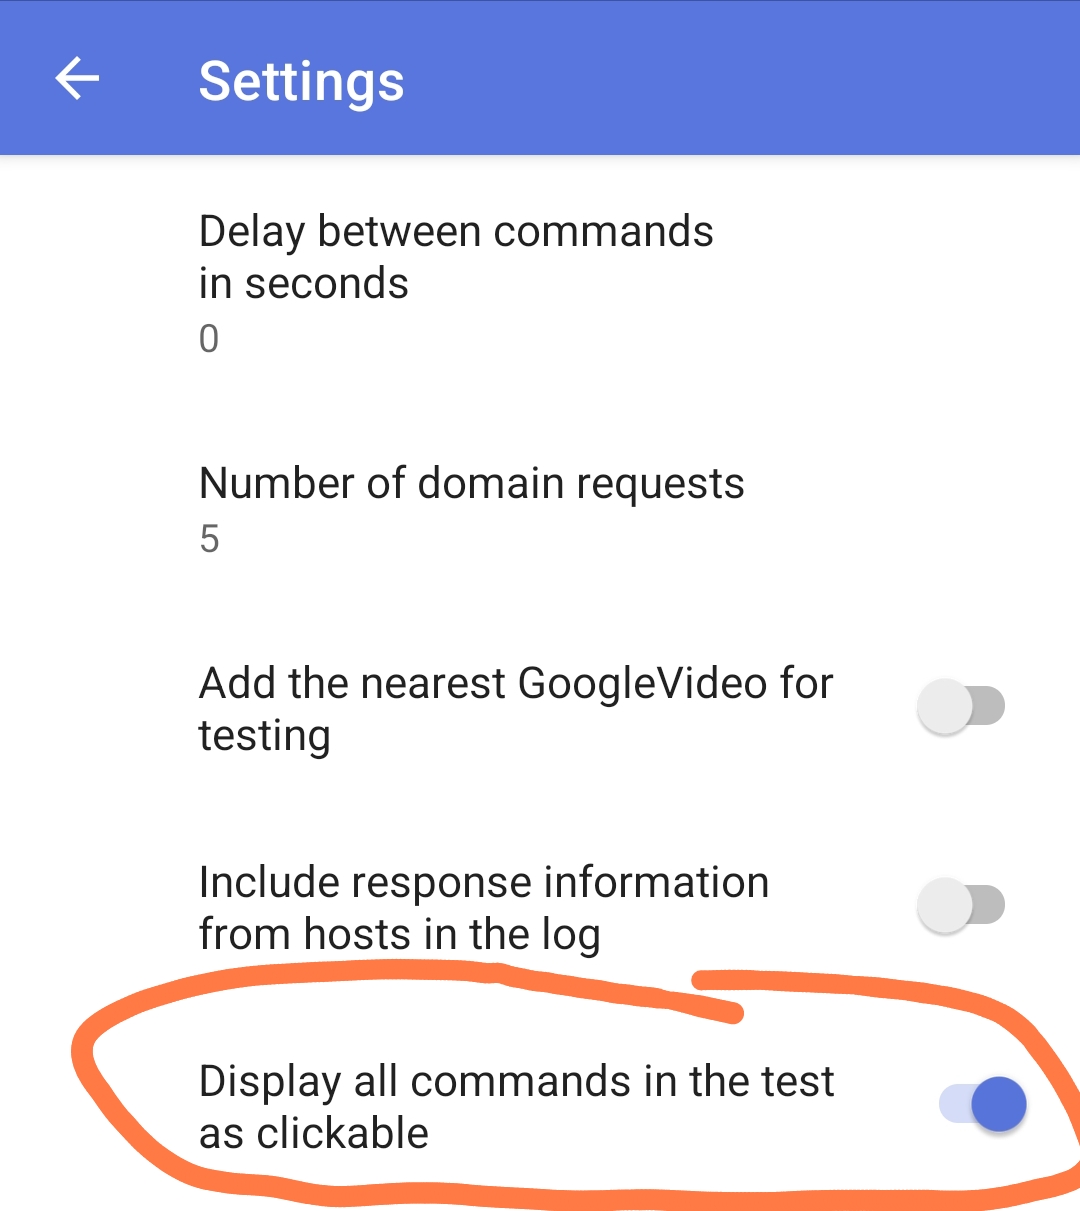 Settings
Delay between commands
in seconds
0
Number of domain requests
5
Add the nearest GoogleVideo for
testing
Include response information
from hosts in the log
Display all commands in the test
as clickable